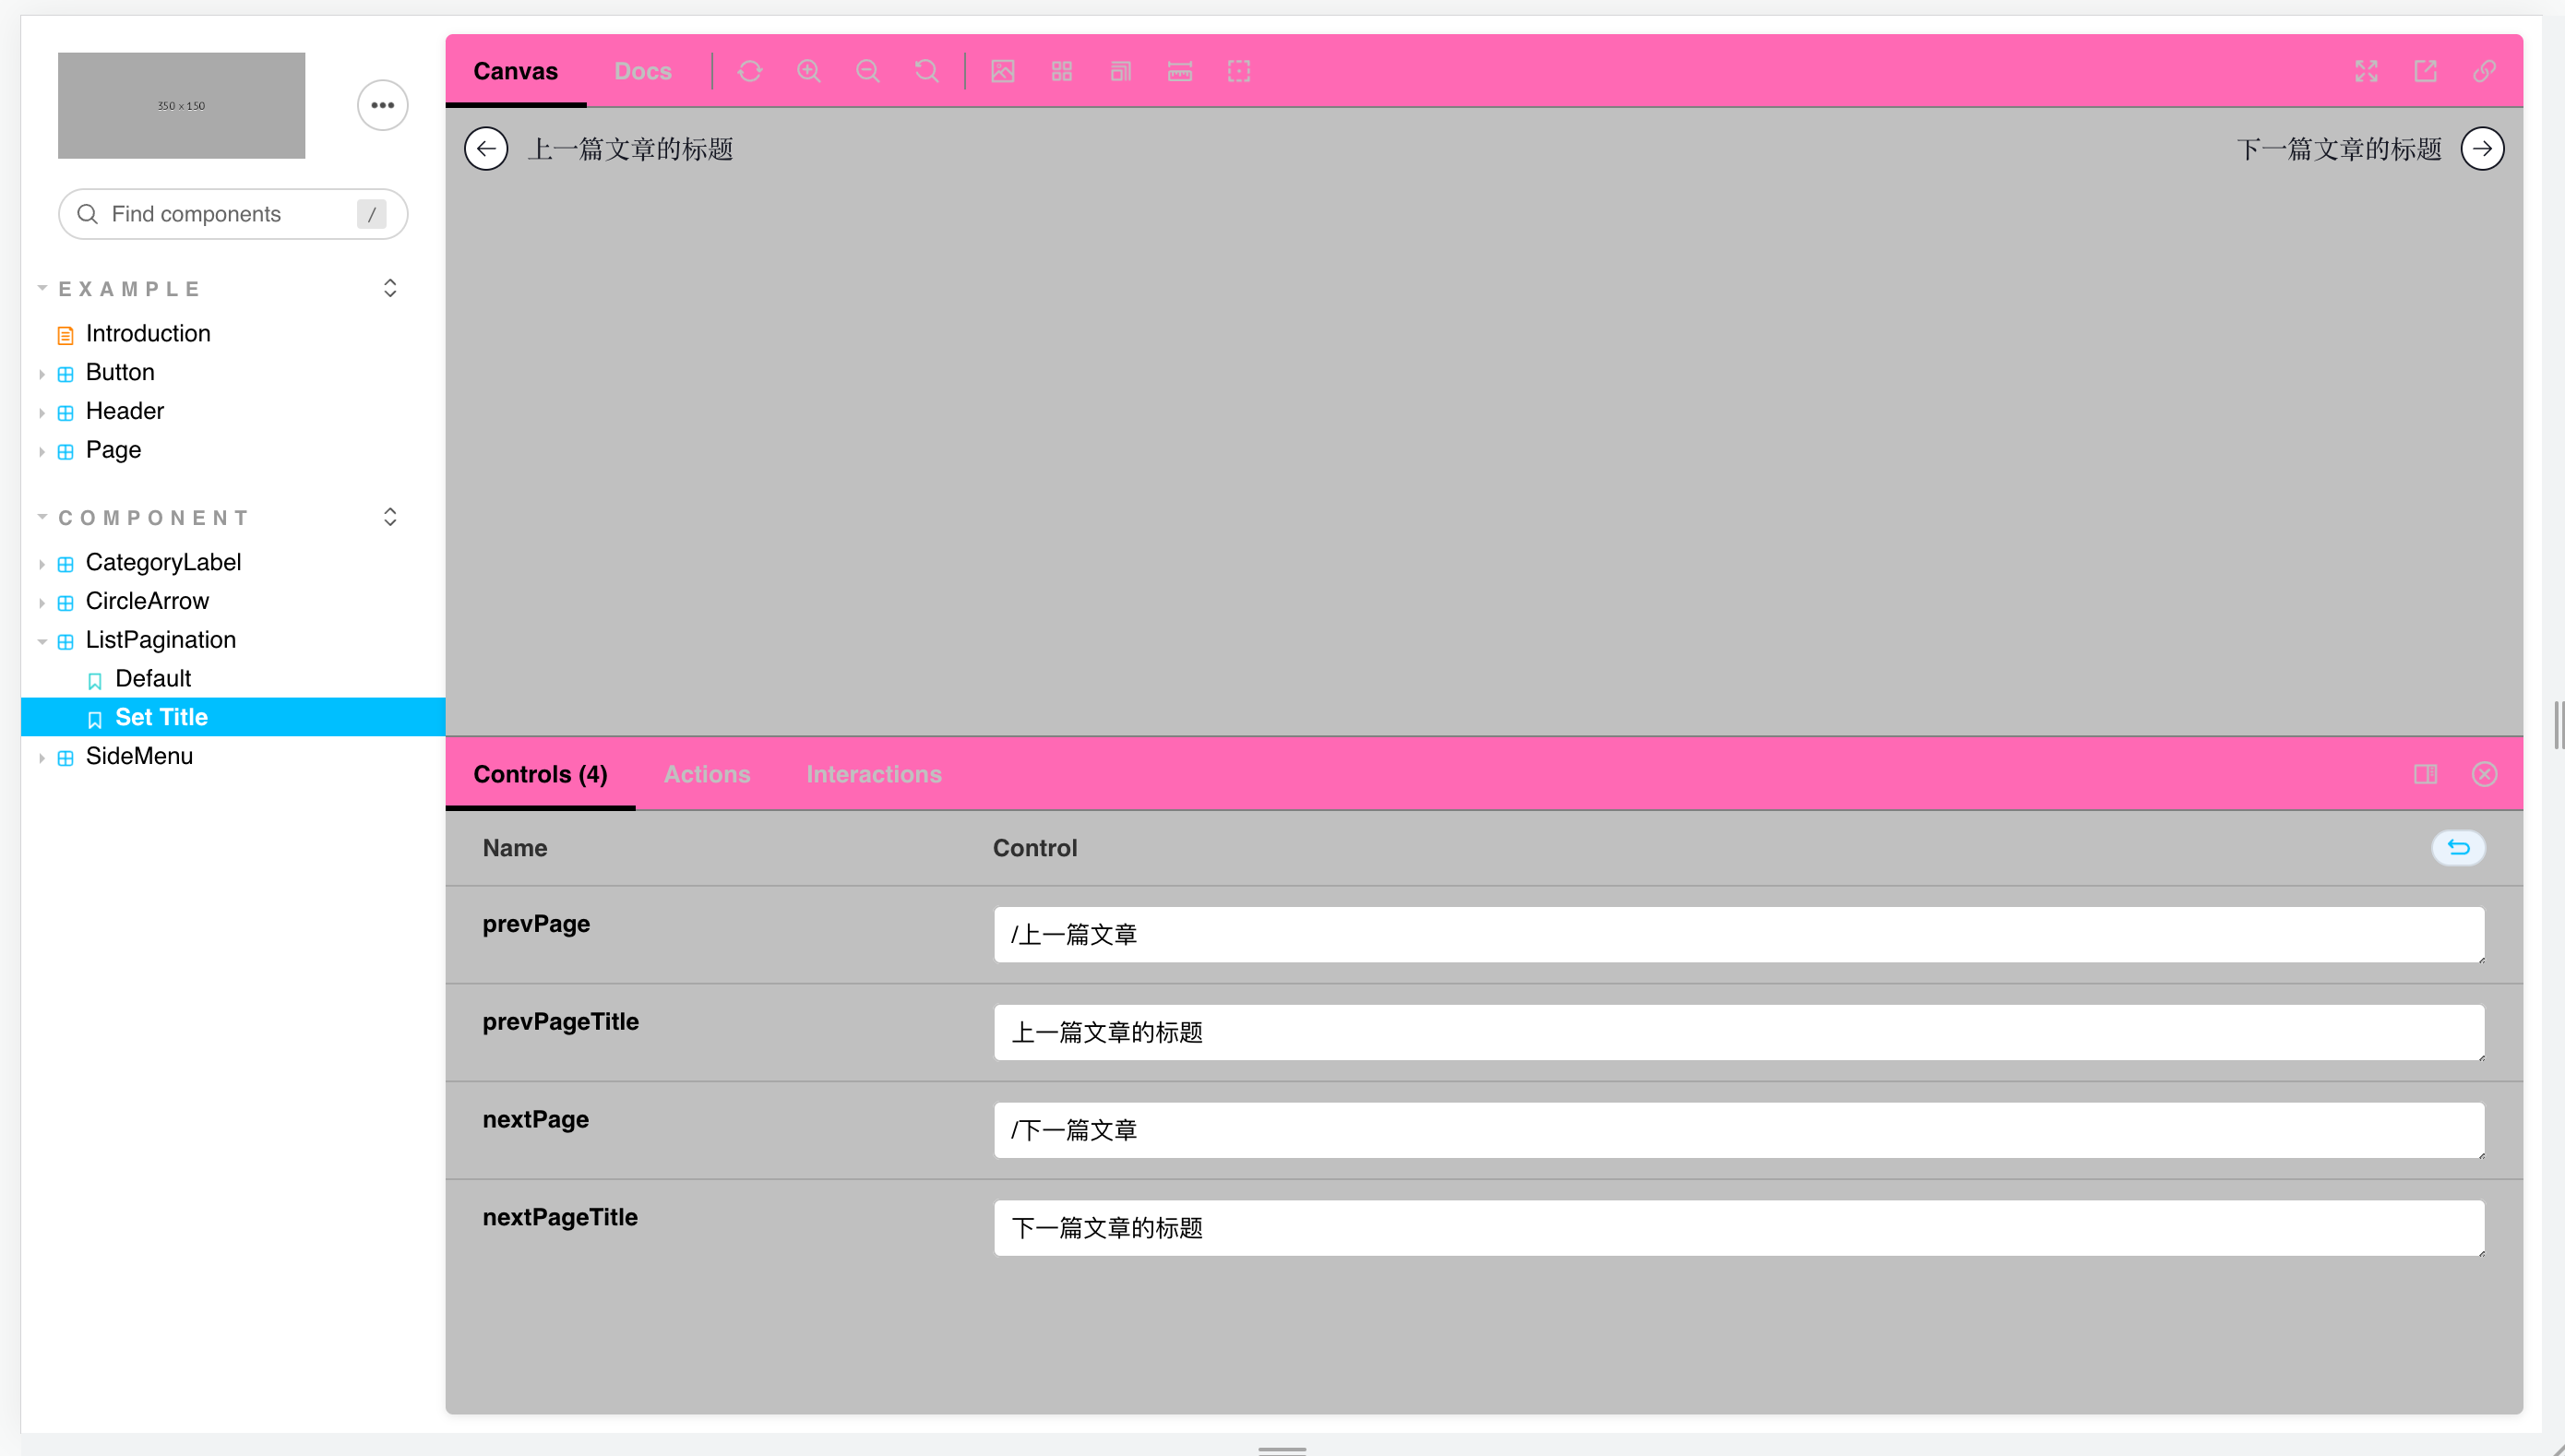 350 x 150
Find components
/
EXAMPLE
Introduction
Button
Header
Page
COMPONENT
CategoryLabel
CircleArrow
ListPagination
Default
Set Title
SideMenu
Canvas
Docs
上一篇文章的标题
下一篇文章的标题
Controls (4)
Actions
Interactions
Name
Control
prevPage
/上一篇文章
prevPageTitle
上一篇文章的标题
nextPage
/下一篇文章
nextPageTitle
下一篇文章的标题